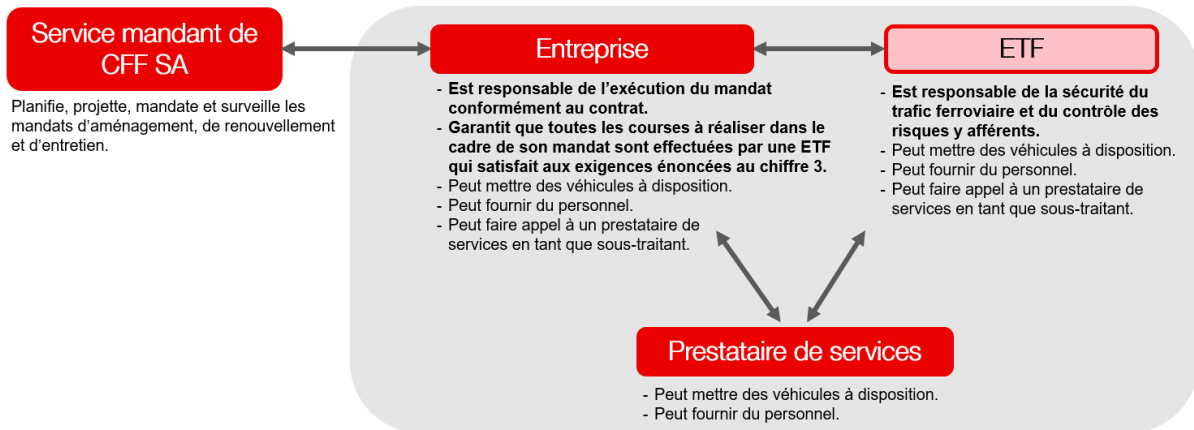 Service mandant de
CFF SA
Planifie, projette, mandate et surveille les
mandats d'aménagement, de renouvellement
et d'entretien.
Entreprise
- Est responsable de l'exécution du mandat
conformément au contrat.
- Garantit que toutes les courses à réaliser dans le
cadre de son mandat sont effectuées par une ETF
qui satisfait aux exigences énoncées au chiffre 3.
- Peut mettre des véhicules à disposition.
- Peut fournir du personnel.
- Peut faire appel à un prestataire de
services en tant que sous-traitant.
ETF
- Est responsable de la sécurité du
trafic ferroviaire et du contrôle des
risques y afférents.
- Peut mettre des véhicules à disposition.
- Peut fournir du personnel.
- Peut faire appel à un prestataire de
services en tant que sous-traitant.
Prestataire de services
- Peut mettre des véhicules à disposition.
- Peut fournir du personnel.